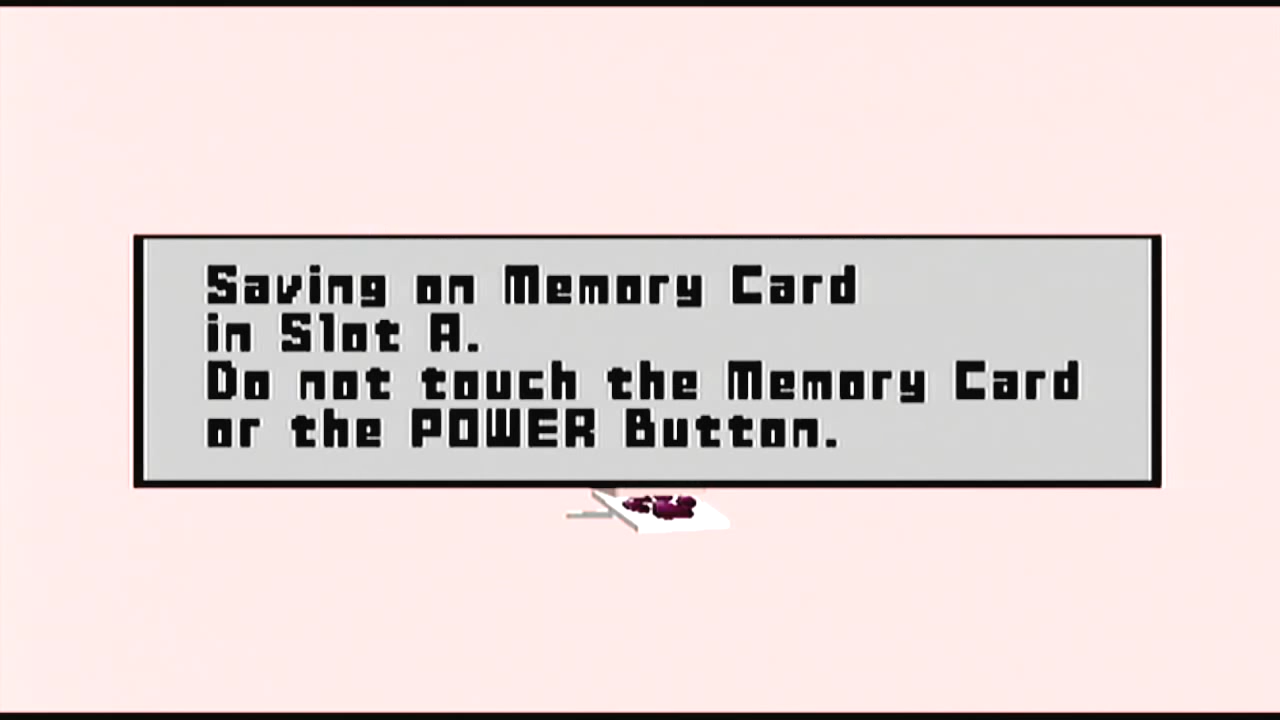 Saving on Memory Card
in Slot A.
Do not touch the Memory Card
or the POWER Button.